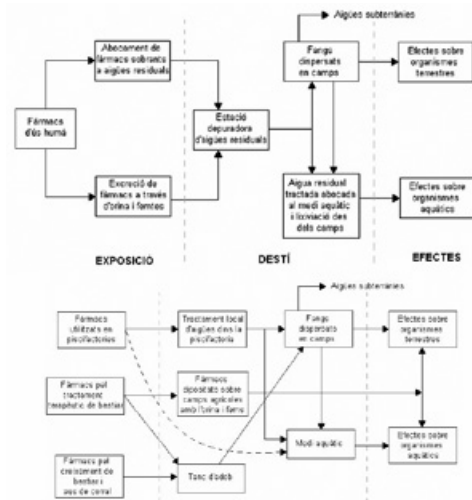 Aigües subterrànies
Abocament de
fàrmacs sobrants
a aigües residuals
Fangs
dispersats
en camps
Efectes sobre
organismes
terrestres
Fàrmacs
d'ús humà
Estació
depuradora
d'aigües residuals
Excreció de
fàrmacs a través
d'orina i femtes
Aigua residual
tractada abocada
al medi aquàtic
i lixiviació des
dels camps
Efectes sobre
organismes
aquàtics
EXPOSICIÓ
DESTÍ
EFECTES
Aigües subterrànies
Fàrmacs
utilitzats en
piscifactories
Tractament local
d'aigües dins la
piscifactoria
Fangs
dispersats
en camps
Efectes sobre
organismes
terrestres
Fàrmacs pel
tractament
terapèutic de bestiar
Fàrmacs
dipositats sobre
camps agrícoles
amb l'orina i fems
Medi aquàtic
Efectes sobre
organismes
aquàtics
Fàrmacs pel
creixement de
bestiar i
aus de corral
Tanc d'adob